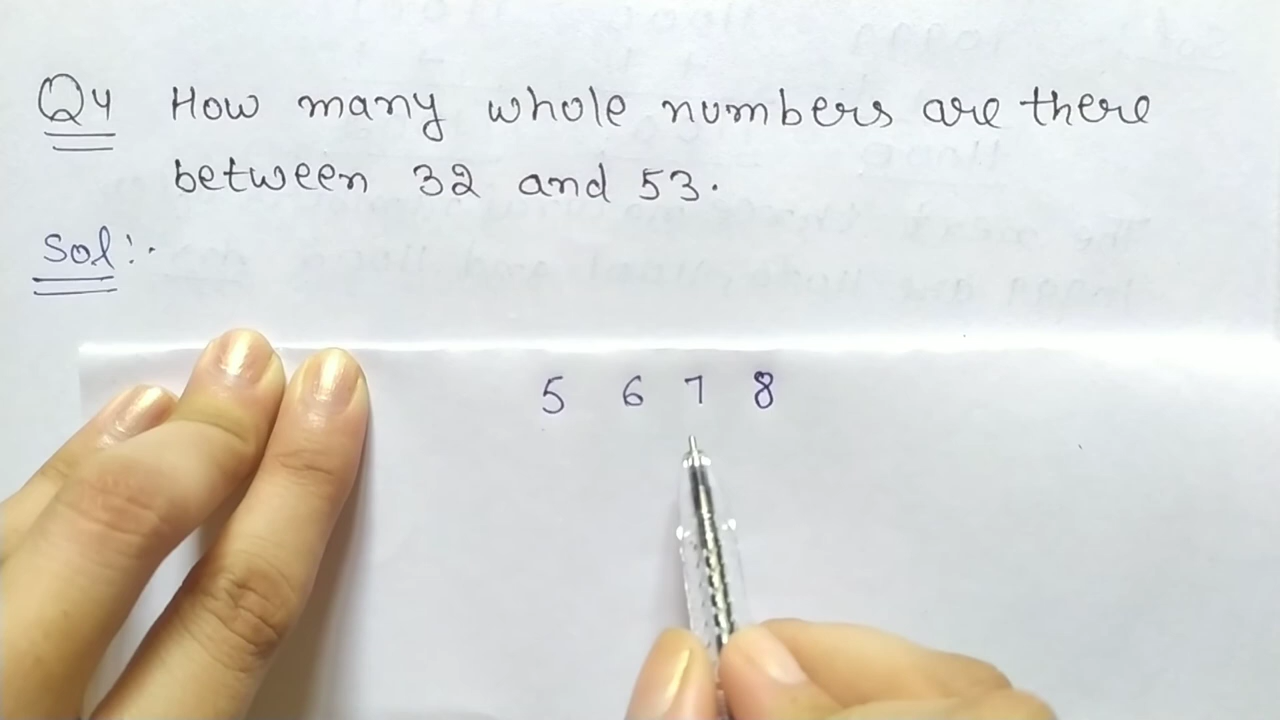 Q4 How many whole numbers are there
between 32 and 53.
Sol:-
5 6 7 8